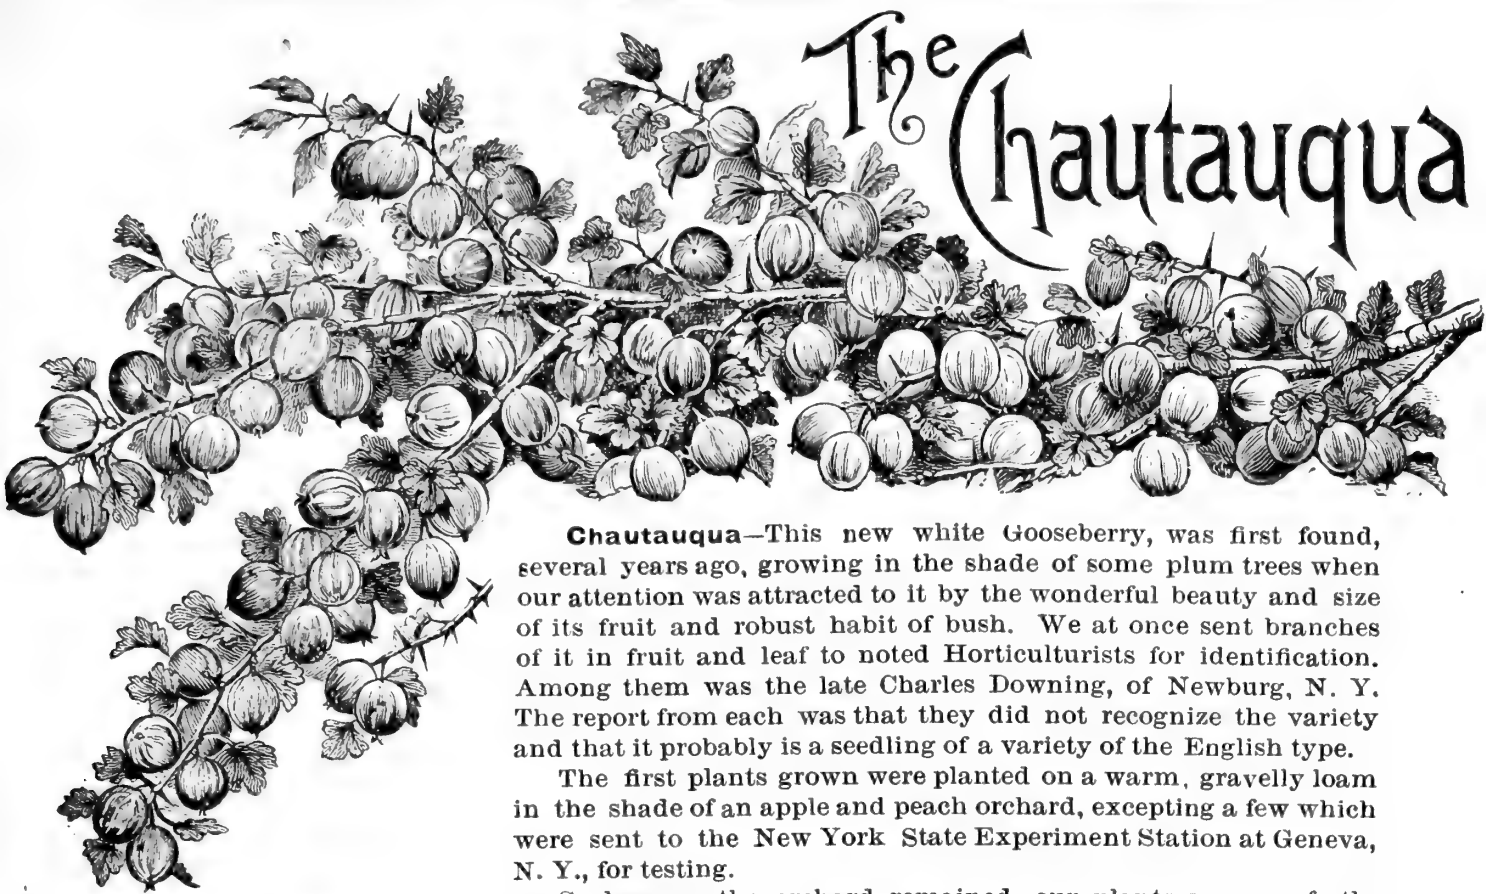 The Chautauqua
Chautauqua—This new white Gooseberry, was first found,
several years ago, growing in the shade of some plum trees when
our attention was attracted to it by the wonderful beauty and size
of its fruit and robust habit of bush. We at once sent branches
of it in fruit and leaf to noted Horticulturists for identification.
Among them was the late Charles Downing, of Newburg, N. Y.
The report from each was that they did not recognize the variety
and that it probably is a seedling of a variety of the English type.
The first plants grown were planted on a warm, gravelly loam
in the shade of an apple and peach orchard, excepting a few which
were sent to the New York State Experiment Station at Geneva,
N. Y., for testing.
orchard remained, our plants